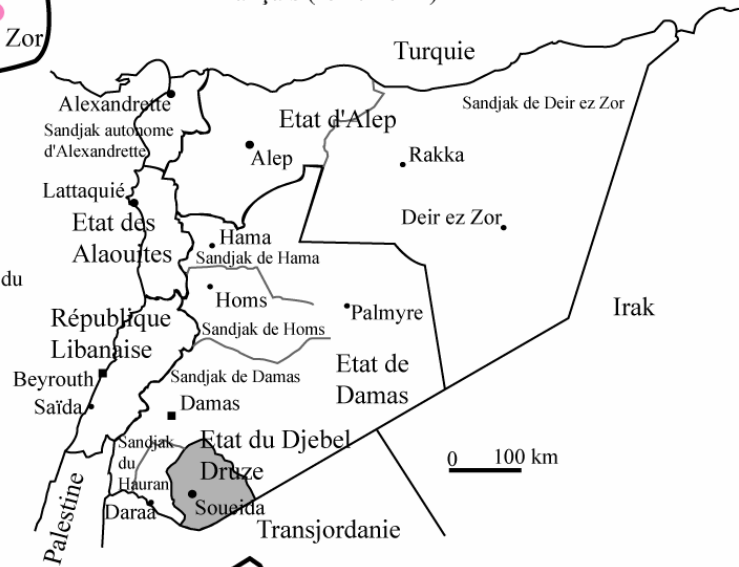 Zor
Turquie
Alexandrette
Sandjak autonome
d'Alexandrette
Etat d'Alep
Sandjak de Deir ez Zor
Alep
Rakka
Lattaquié
Deir ez Zor
Etat des
Alaouites
Hama
Sandjak de Hama
du
Homs
Palmyre
Irak
République
Libanaise
Sandjak de Homs
Beyrouth
Sandjak de Damas
Etat de
Damas
Saïda
Damas
Sandjak
du
Hauran
Etat du Djebel
Druze
0 100 km
Palestine
Daraa
Soueida
Transjordanie